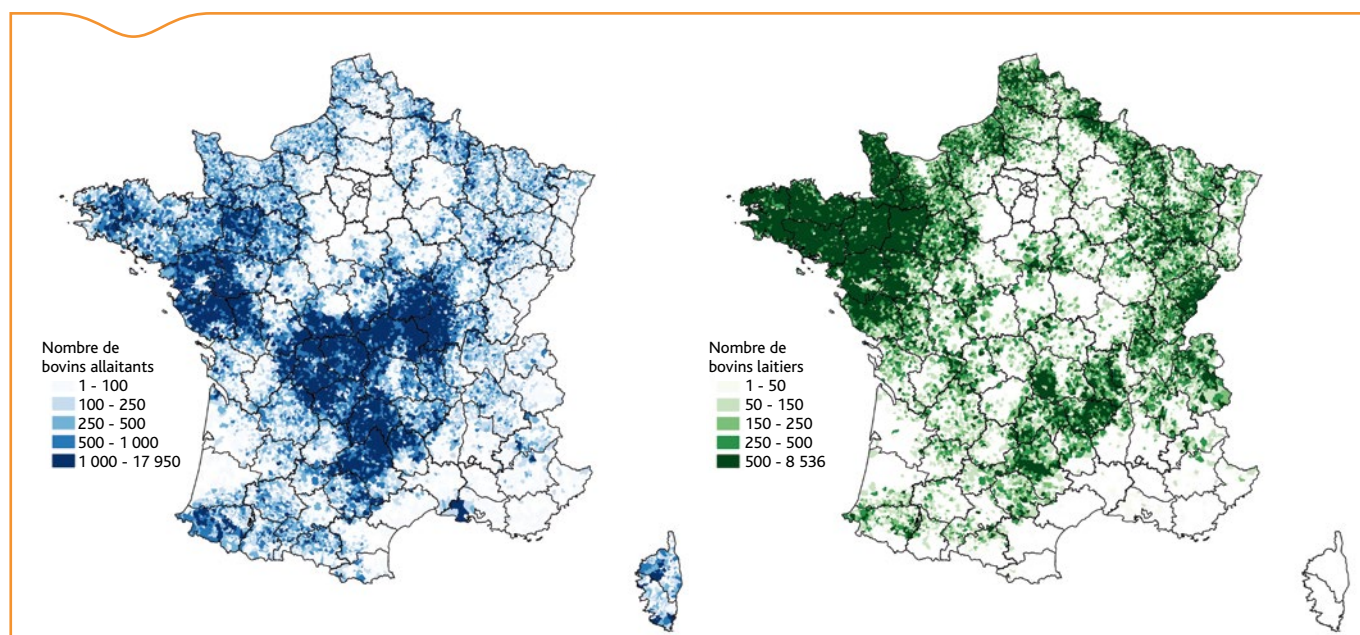 Nombre de
bovins allaitants
1 - 100
100 - 250
250 - 500
500 - 1 000
1 000 - 17 950
Nombre de
bovins laitiers
1 - 50
50 - 150
150 - 250
250 - 500
500 - 8 536